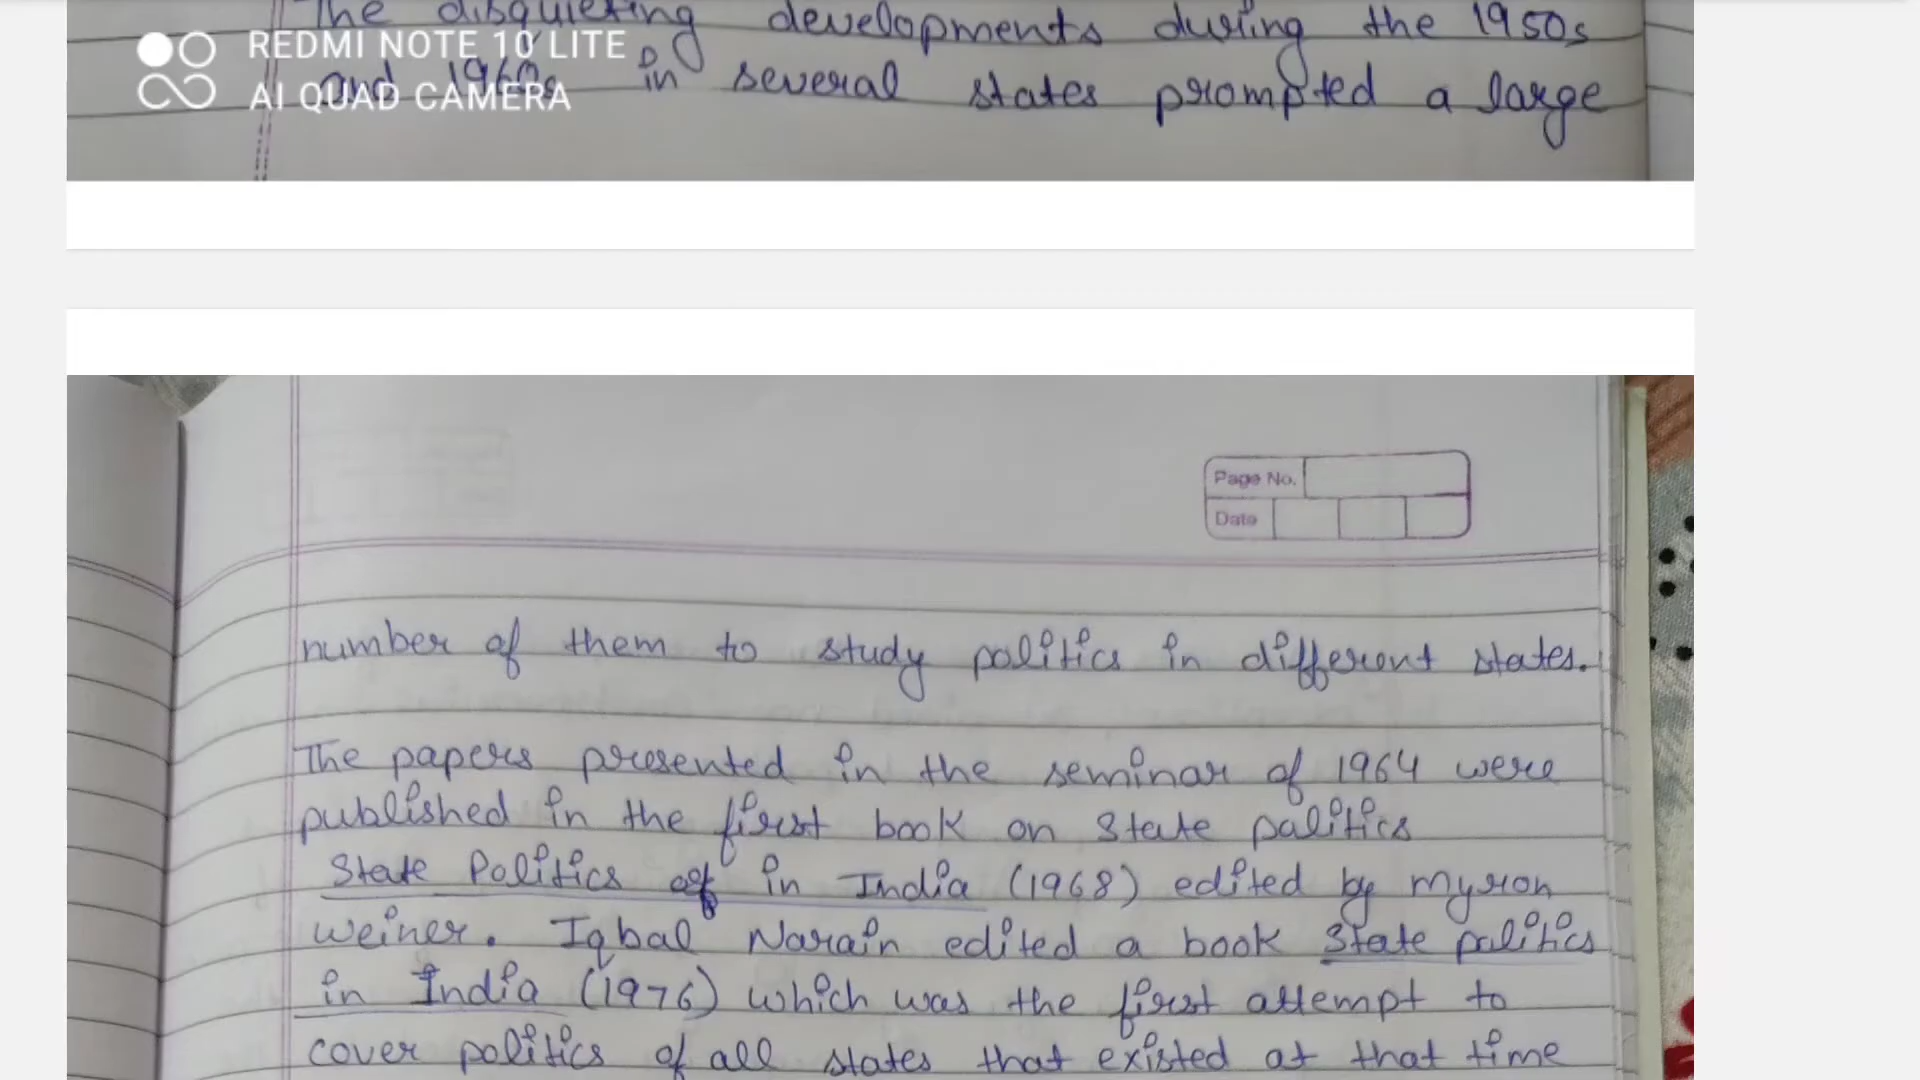 The disquieting developments during the 1950s
REDMI NOTE 10 LITE
and 1960s in several states prompted a large
AI QUAD CAMERA
Page No.
Date
number of them to study politics in different states.
The papers presented in the seminar of 1964 were
published in the first book on State politics
State Politics of in India (1968) edited by myron
weiner. Iqbal Narain edited a book State politics
in India (1976) which was the first attempt to
cover politics of all states that existed at that time